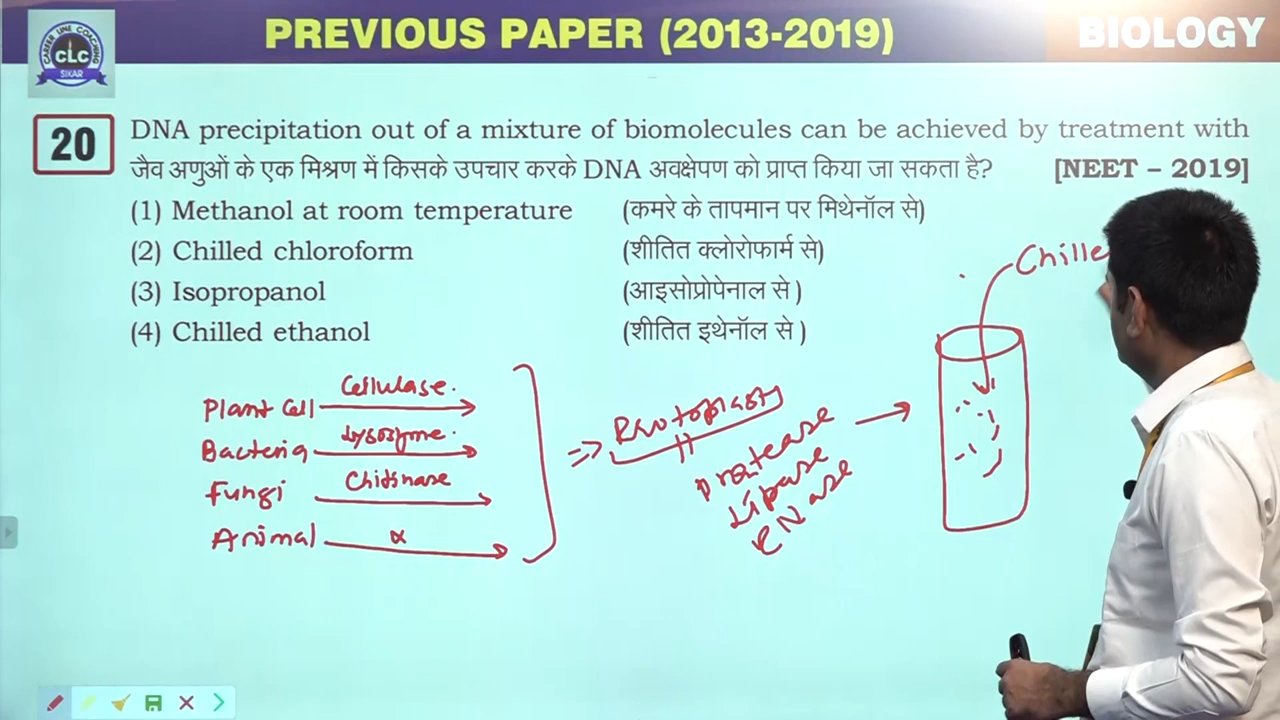 PREVIOUS PAPER (2013-2019)
BIOLOGY
CAREER LINE COACHING
CLC
SIKAR
20
DNA precipitation out of a mixture of biomolecules can be achieved by treatment with
जैव अणुओं के एक मिश्रण में किसके उपचार करके DNA अवक्षेपण को प्राप्त किया जा सकता है? [NEET – 2019]
(1) Methanol at room temperature (कमरे के तापमान पर मिथेनॉल से)
(2) Chilled chloroform (शीतित क्लोरोफार्म से)
(3) Isopropanol (आइसोप्रोपेनाल से )
(4) Chilled ethanol (शीतित इथेनॉल से )
Chille
Plant Cell Cellulase.
Bacteria Lysozyme.
Fungi Chitinase
Animal x
Protoplast
Protease
Lipase
RNase